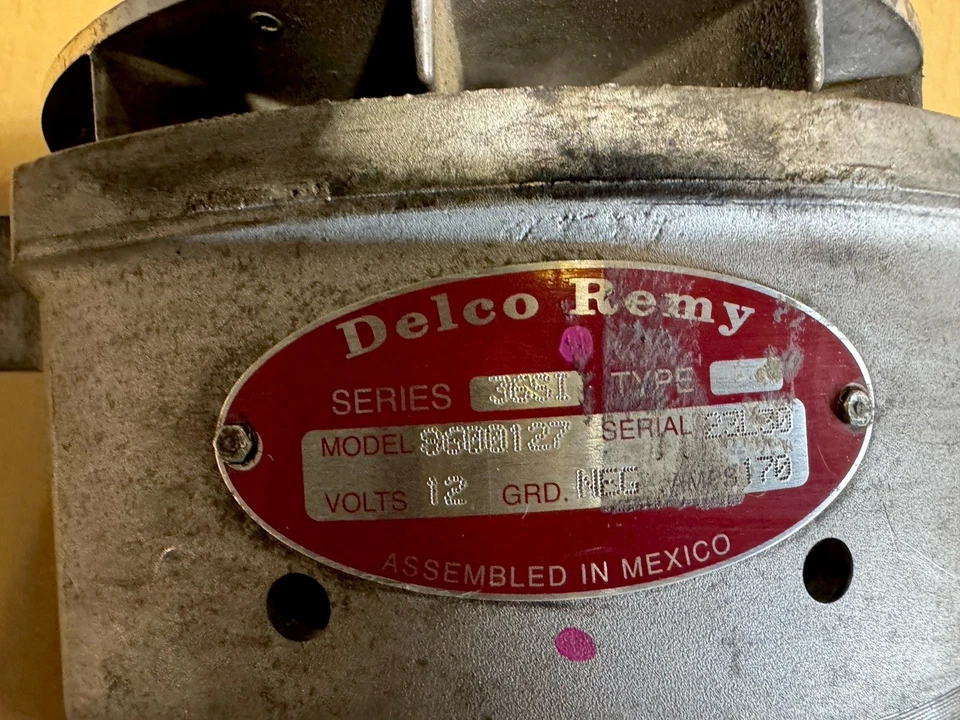 Delco Remy
SERIES 36SI TYPE
MODEL 8600127 SERIAL 22L30
VOLTS 12 GRD. NEG AMPS 170
ASSEMBLED IN MEXICO